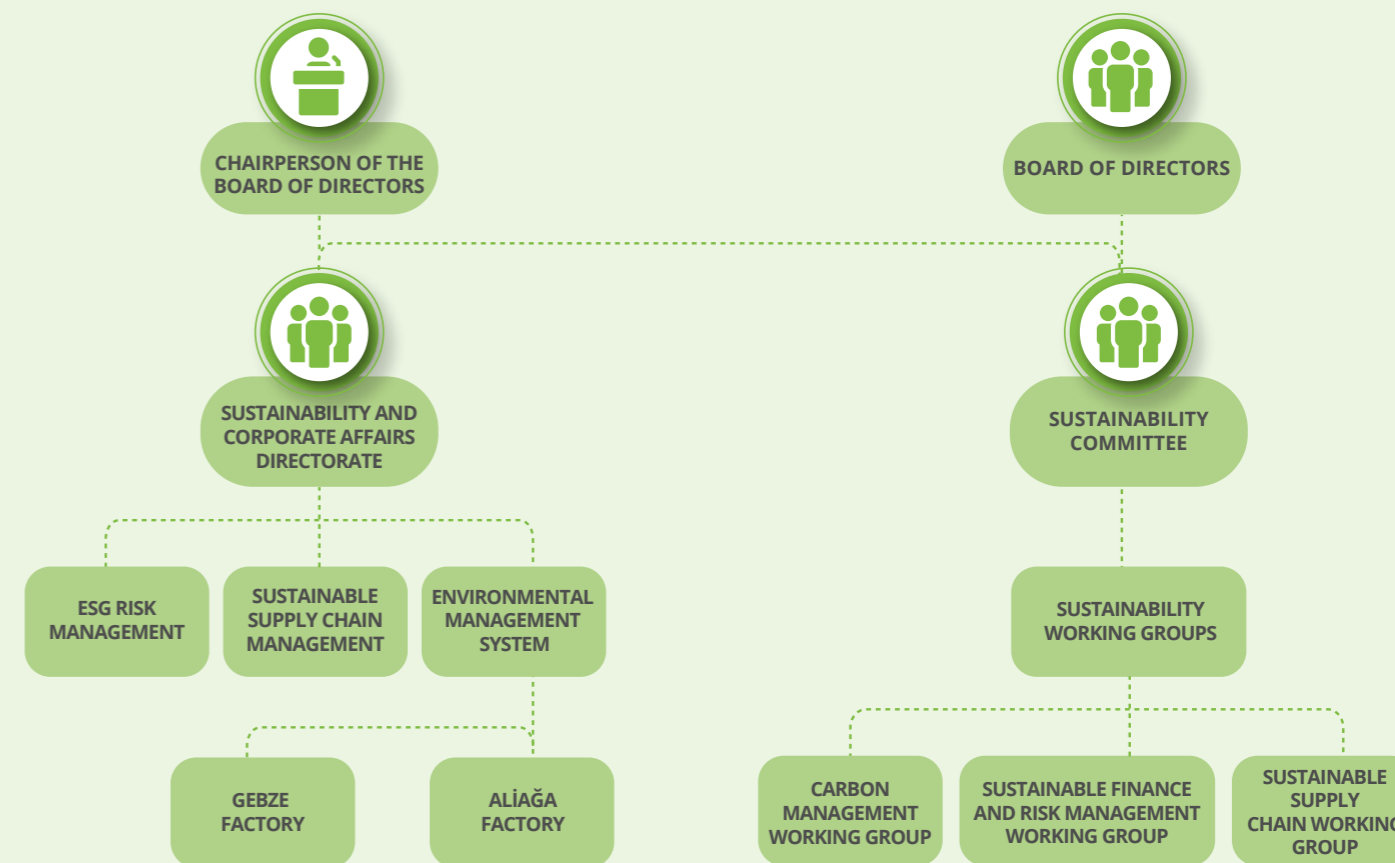 CHAIRPERSON OF THE
BOARD OF DIRECTORS
BOARD OF DIRECTORS
SUSTAINABILITY AND
CORPORATE AFFAIRS
DIRECTORATE
SUSTAINABILITY
COMMITTEE
ESG RISK
MANAGEMENT
SUSTAINABLE
SUPPLY CHAIN
MANAGEMENT
ENVIRONMENTAL
MANAGEMENT
SYSTEM
SUSTAINABILITY
WORKING GROUPS
GEBZE
FACTORY
ALİAĞA
FACTORY
CARBON
MANAGEMENT
WORKING GROUP
SUSTAINABLE FINANCE
AND RISK MANAGEMENT
WORKING GROUP
SUSTAINABLE
SUPPLY
CHAIN WORKING
GROUP